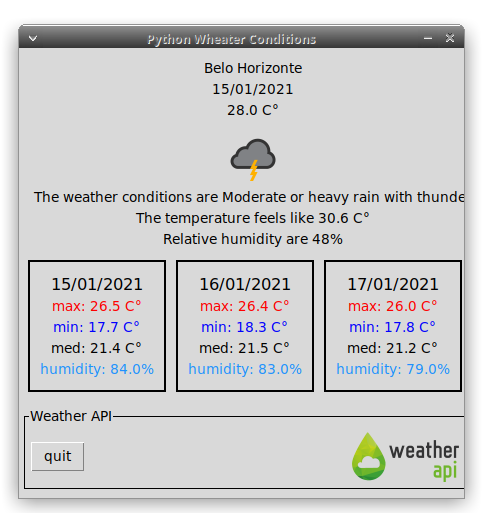 Python Wheater Conditions
Belo Horizonte
15/01/2021
28.0 C°
The weather conditions are Moderate or heavy rain with thunde
The temperature feels like 30.6 C°
Relative humidity are 48%
15/01/2021
max: 26.5 C°
min: 17.7 C°
med: 21.4 C°
humidity: 84.0%
16/01/2021
max: 26.4 C°
min: 18.3 C°
med: 21.5 C°
humidity: 83.0%
17/01/2021
max: 26.0 C°
min: 17.8 C°
med: 21.2 C°
humidity: 79.0%
Weather API
quit
weather
api